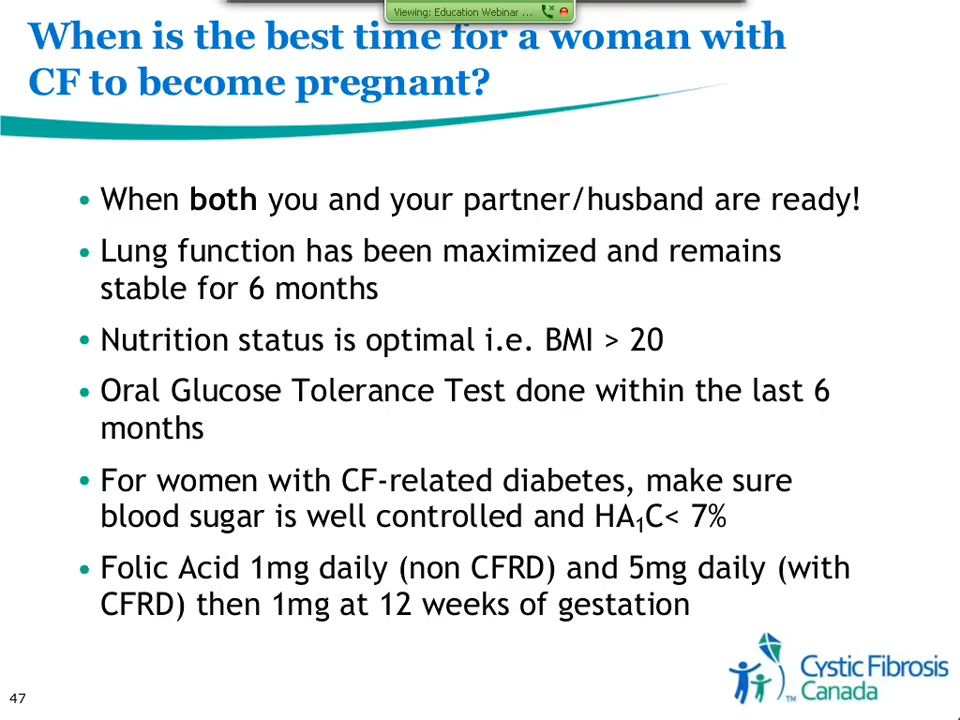 Viewing: Education Webinar ...
When is the best time for a woman with
CF to become pregnant?
• When both you and your partner/husband are ready!
• Lung function has been maximized and remains
stable for 6 months
• Nutrition status is optimal i.e. BMI > 20
• Oral Glucose Tolerance Test done within the last 6
months
• For women with CF-related diabetes, make sure
blood sugar is well controlled and HA₁C< 7%
• Folic Acid 1mg daily (non CFRD) and 5mg daily (with
CFRD) then 1mg at 12 weeks of gestation
Cystic Fibrosis
Canada
TM
47